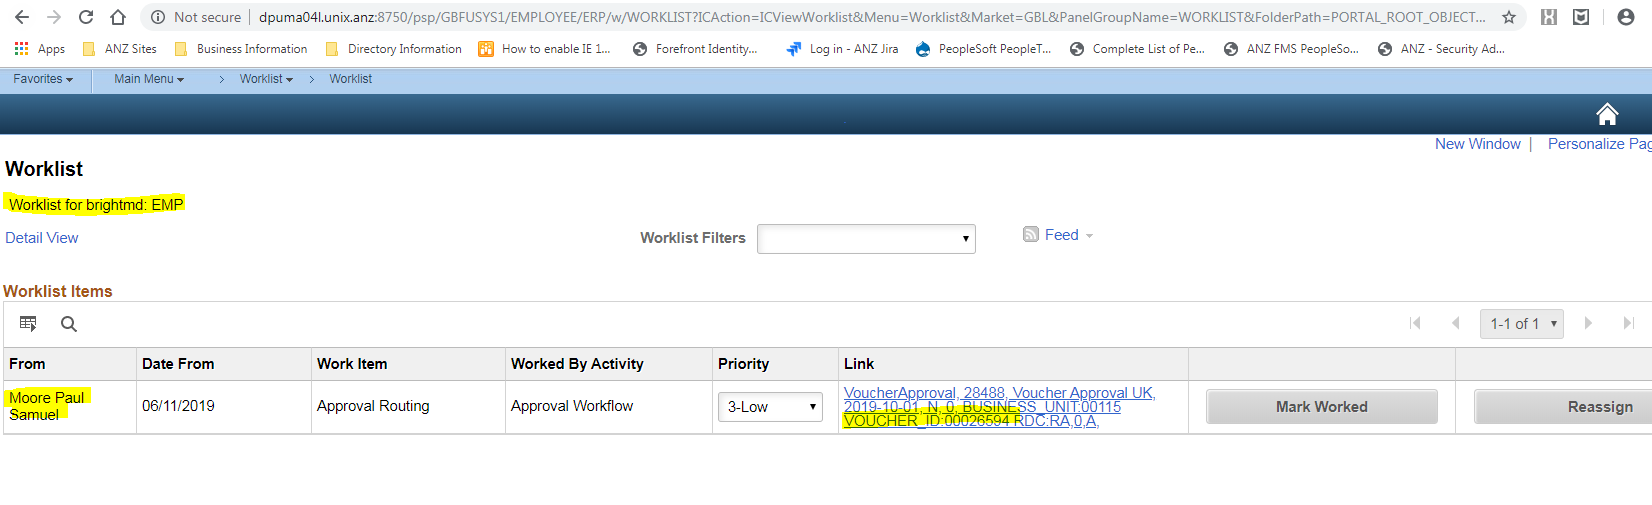 Not secure | dpuma04l.unix.anz:8750/psp/GBFUSYS1/EMPLOYEE/ERP/w/WORKLIST?ICAction=ICViewWorklist&Menu=Worklist&Market=GBL&PanelGroupName=WORKLIST&FolderPath=PORTAL_ROOT_OBJECT...
Apps ANZ Sites Business Information Directory Information How to enable IE 1... Forefront Identity... Log in - ANZ Jira PeopleSoft PeopleT... Complete List of Pe... ANZ FMS PeopleSo... ANZ - Security Ad...
Favorites Main Menu > Worklist > Worklist
New Window | Personalize Pag
Worklist
Worklist for brightmd: EMP
Detail View Worklist Filters Feed
Worklist Items
1-1 of 1
From Date From Work Item Worked By Activity Priority Link
Moore Paul Samuel 06/11/2019 Approval Routing Approval Workflow 3-Low
VoucherApproval, 28488, Voucher Approval UK,
2019-10-01, N, 0, BUSINESS_UNIT:00115
VOUCHER_ID:00026594 RDC:RA,0,A,
Mark Worked Reassign